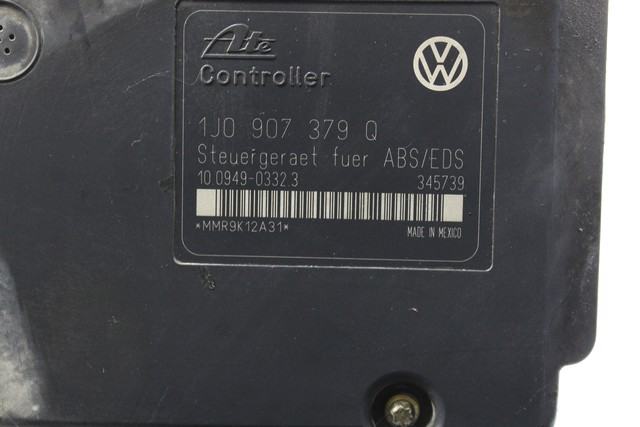 Ate
Controller
1J0 907 379 Q
Steuergeraet fuer ABS/EDS
10.0949-0332.3 345739
*MMR9K12A31* MADE IN MEXICO